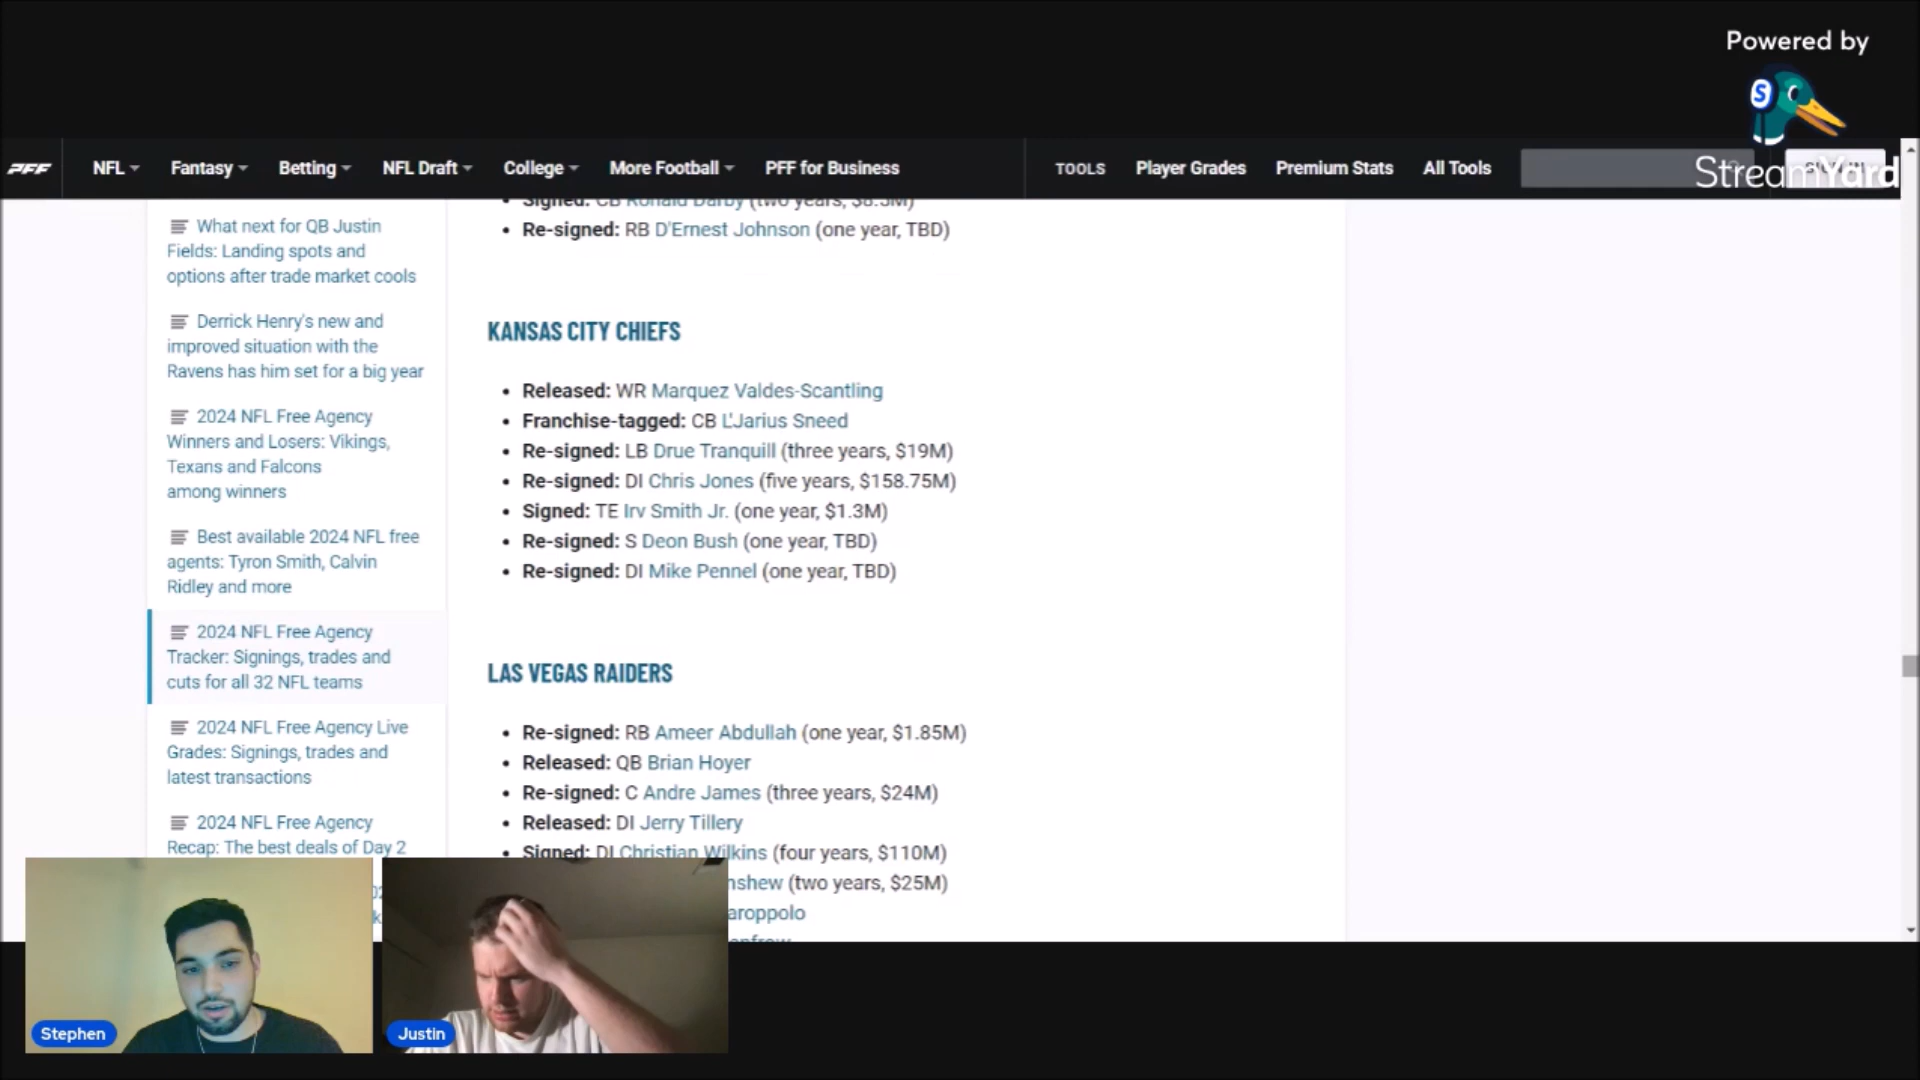 Powered by
StreamYard
PFF
NFL
Fantasy
Betting
NFL Draft
College
More Football
PFF for Business
TOOLS
Player Grades
Premium Stats
All Tools
What next for QB Justin
Fields: Landing spots and
options after trade market cools
Derrick Henry's new and
improved situation with the
Ravens has him set for a big year
2024 NFL Free Agency
Winners and Losers: Vikings,
Texans and Falcons
among winners
Best available 2024 NFL free
agents: Tyron Smith, Calvin
Ridley and more
2024 NFL Free Agency
Tracker: Signings, trades and
cuts for all 32 NFL teams
2024 NFL Free Agency Live
Grades: Signings, trades and
latest transactions
2024 NFL Free Agency
Recap: The best deals of Day 2
Signed: CB Ronald Darby (two years, $8.5M)
Re-signed: RB D'Ernest Johnson (one year, TBD)
KANSAS CITY CHIEFS
Released: WR Marquez Valdes-Scantling
Franchise-tagged: CB L'Jarius Sneed
Re-signed: LB Drue Tranquill (three years, $19M)
Re-signed: DI Chris Jones (five years, $158.75M)
Signed: TE Irv Smith Jr. (one year, $1.3M)
Re-signed: S Deon Bush (one year, TBD)
Re-signed: DI Mike Pennel (one year, TBD)
LAS VEGAS RAIDERS
Re-signed: RB Ameer Abdullah (one year, $1.85M)
Released: QB Brian Hoyer
Re-signed: C Andre James (three years, $24M)
Released: DI Jerry Tillery
Signed: DI Christian Wilkins (four years, $110M)
nshew (two years, $25M)
aroppolo
Stephen
Justin